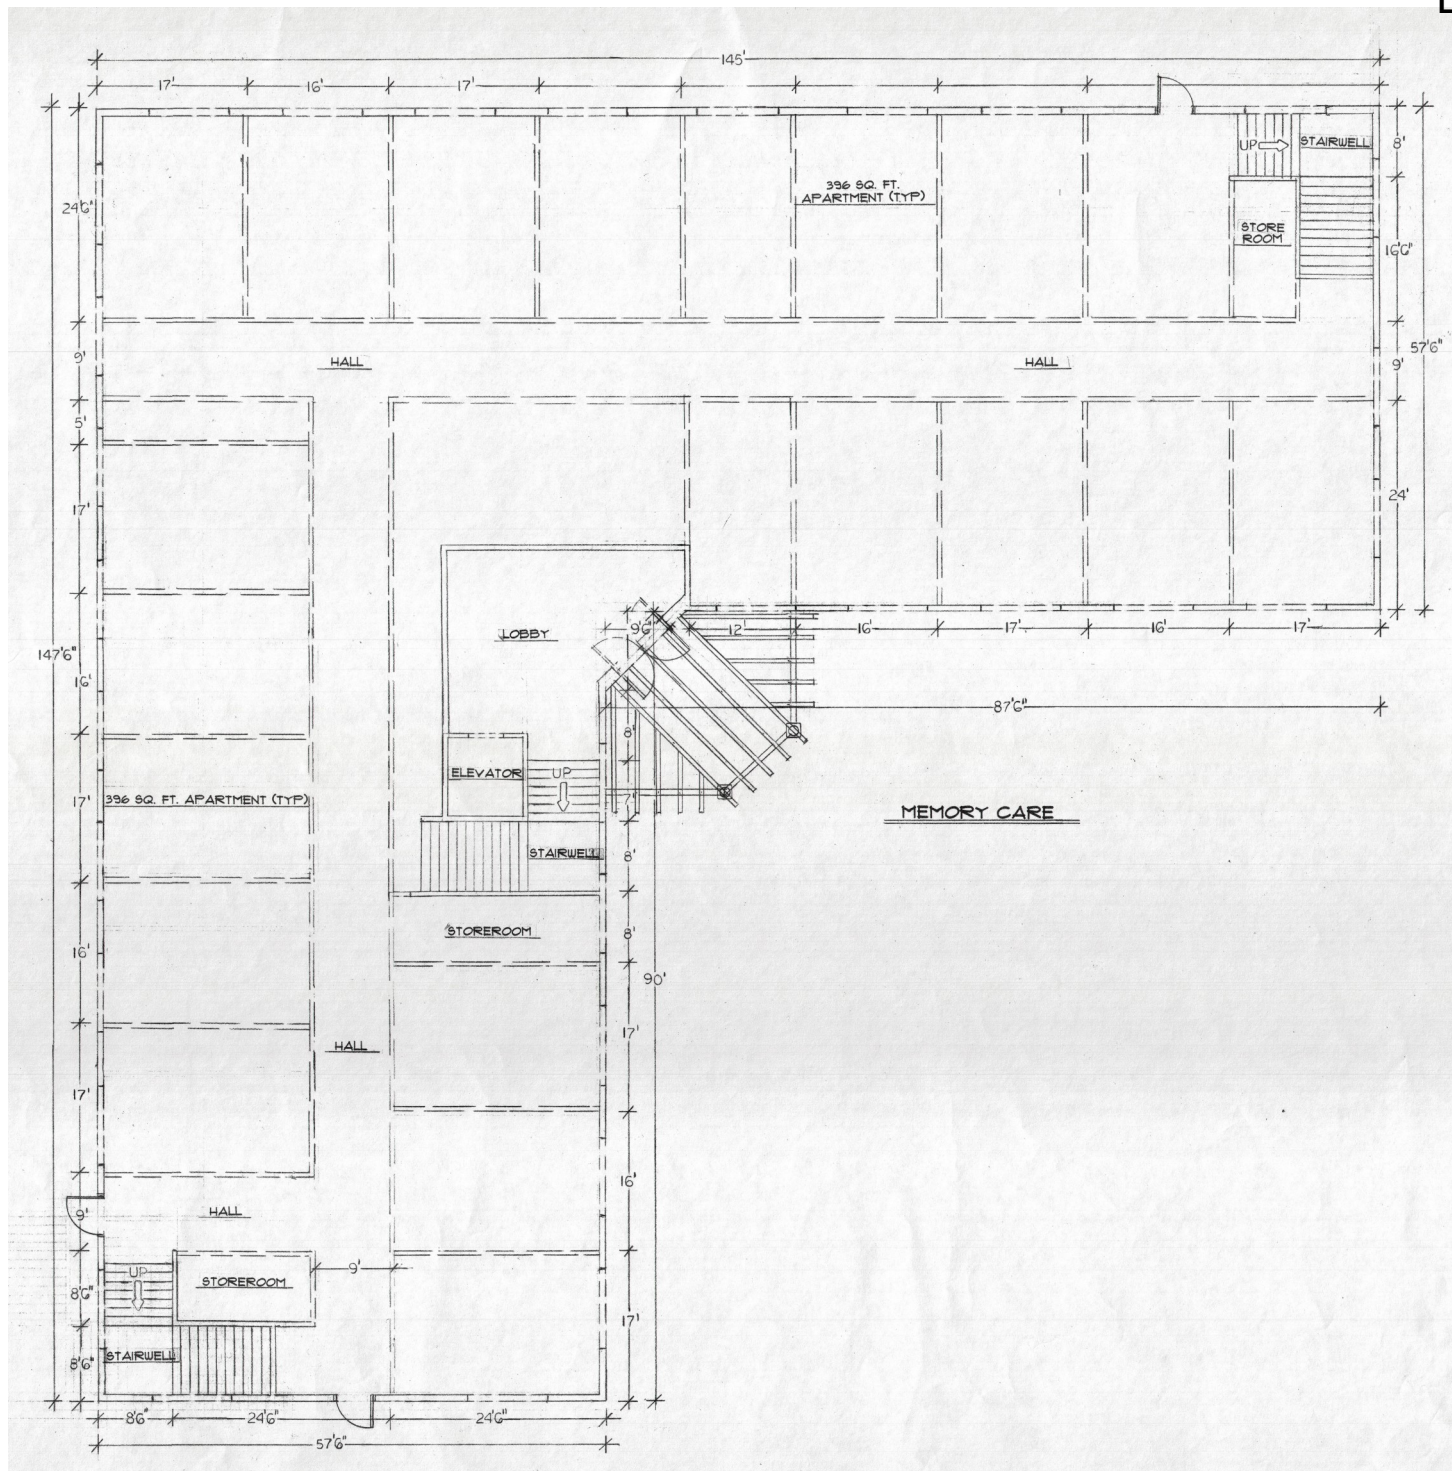 145'
17'
16'
17'
UP
STAIRWELL
8'
396 SQ. FT.
APARTMENT (TYP)
24'6"
STORE
ROOM
16'6"
9'
HALL
HALL
57'6"
9'
5'
17'
24'
9'6"
12'
16'
17'
16'
17'
LOBBY
147'6"
16'
87'6"
8'
ELEVATOR
UP
396 SQ. FT. APARTMENT (TYP)
17'
7'
MEMORY CARE
STAIRWELL
8'
STOREROOM
8'
16'
90'
17'
HALL
17'
16'
HALL
9'
9'
UP
STOREROOM
8'6"
17'
STAIRWELL
8'6"
8'6"
24'6"
24'6"
57'6"